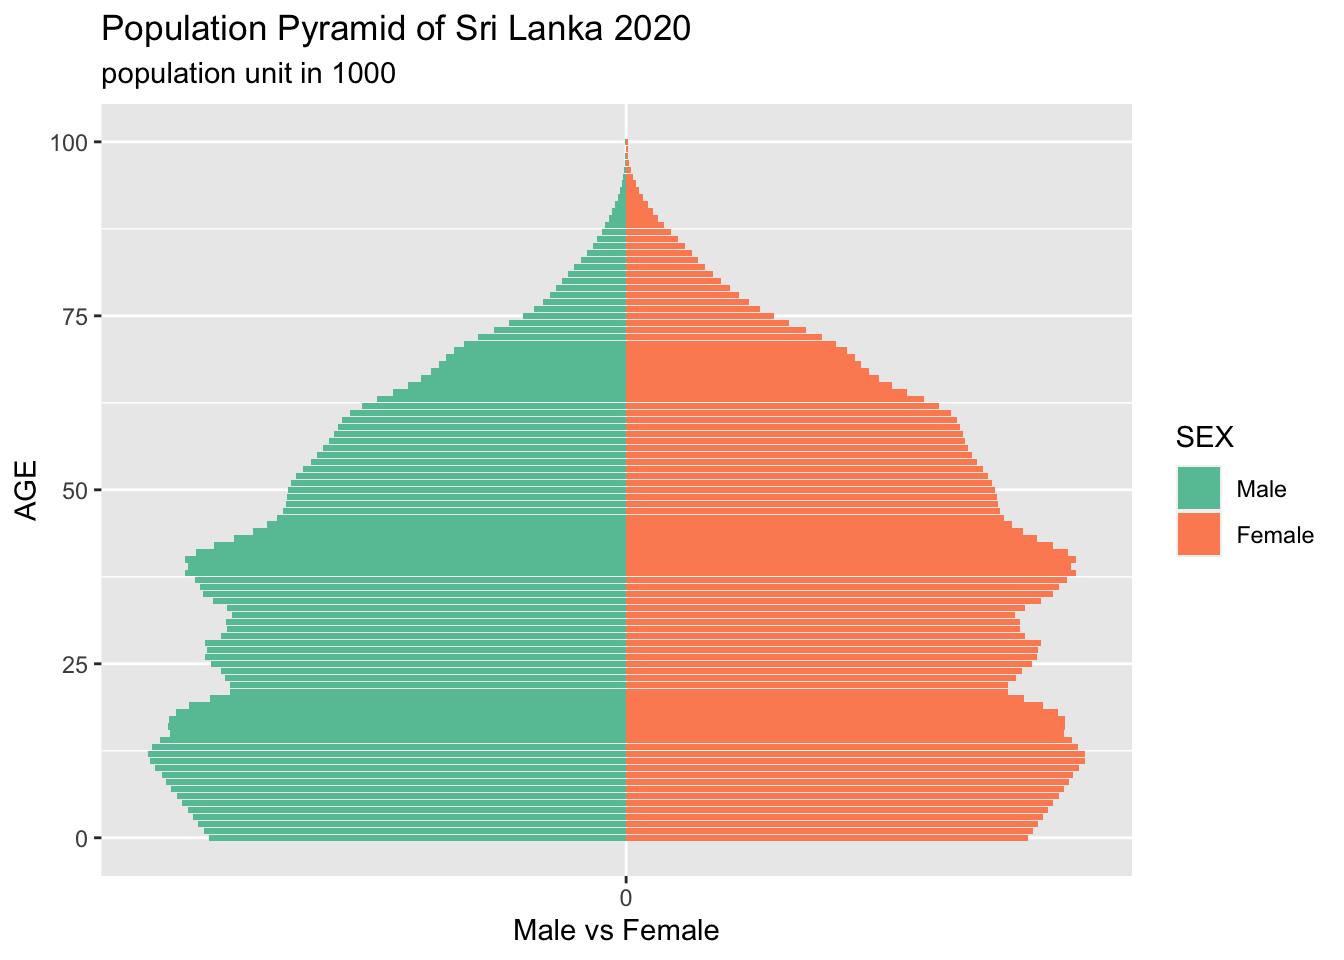 Population Pyramid of Sri Lanka 2020
population unit in 1000
100
75
50
25
0
AGE
0
Male vs Female
SEX
Male
Female